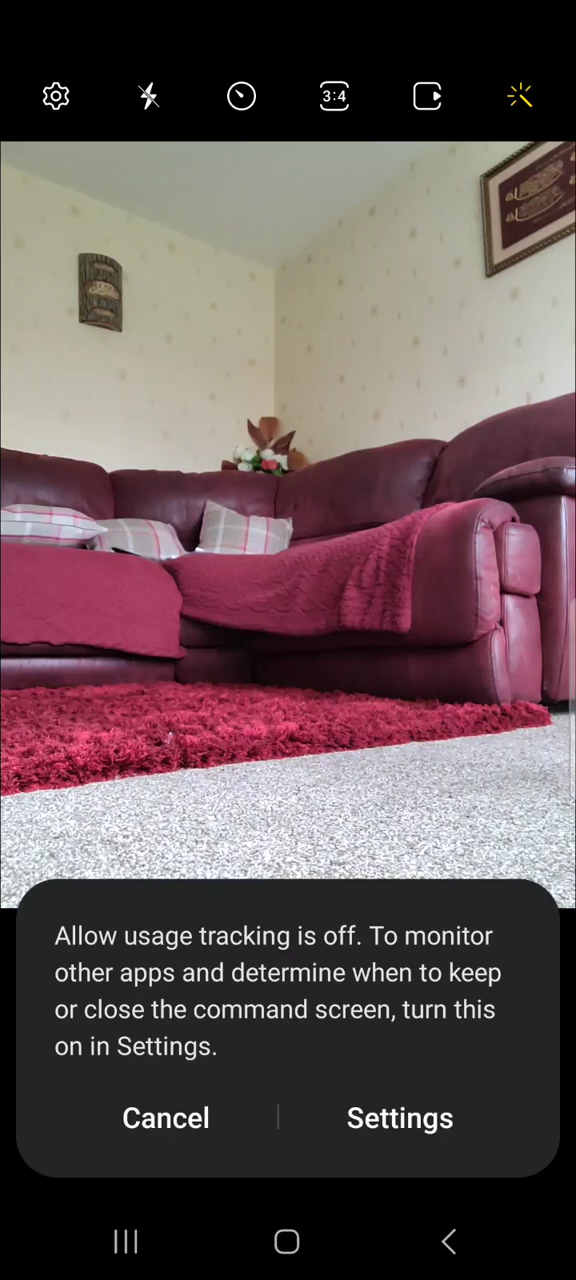 3:4
Allow usage tracking is off. To monitor
other apps and determine when to keep
or close the command screen, turn this
on in Settings.
Cancel
Settings